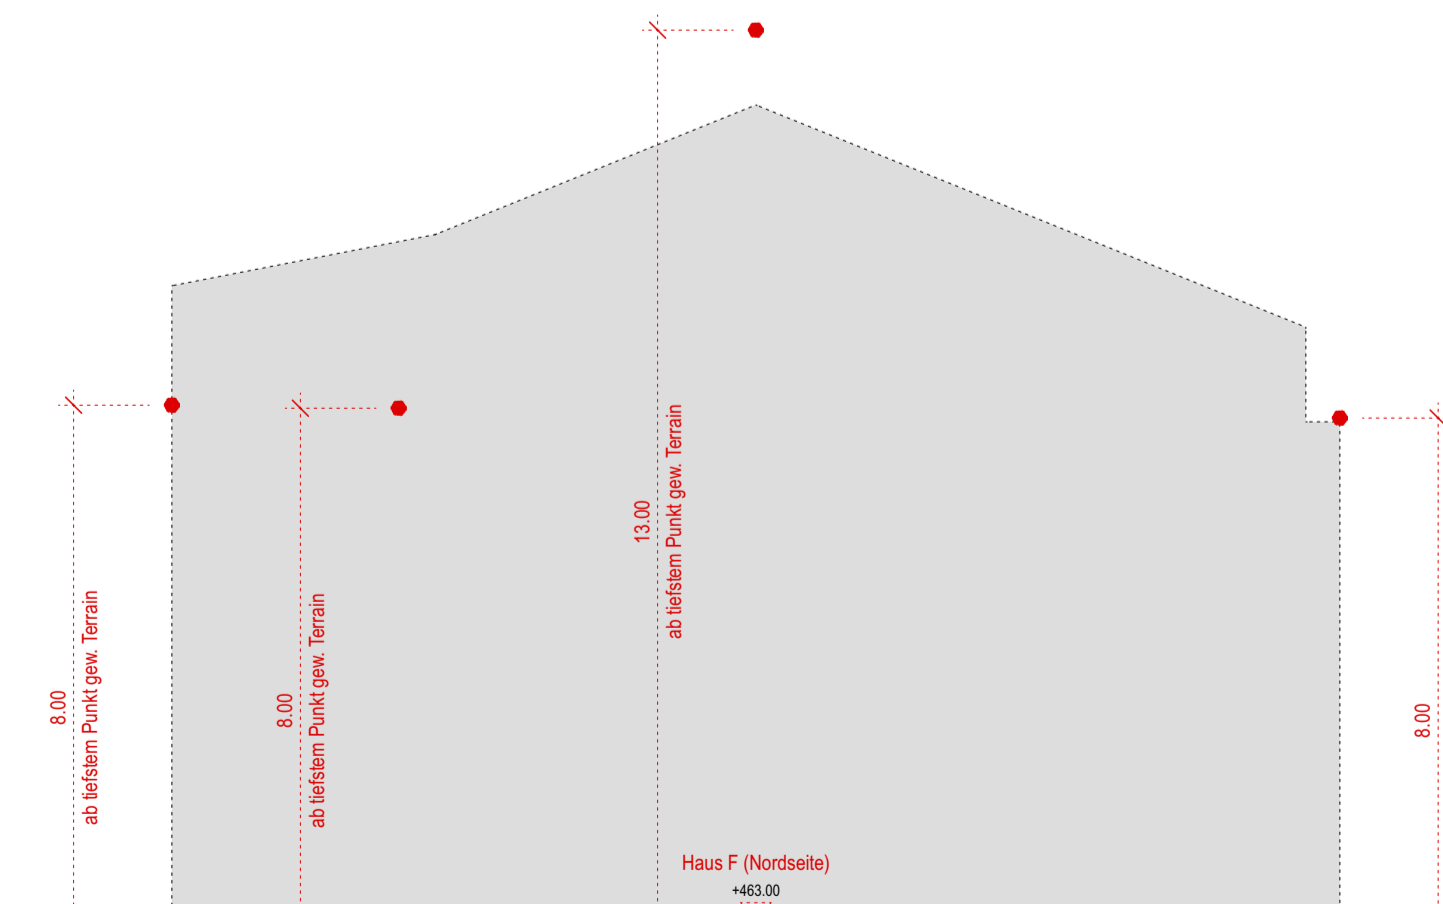 8.00
ab tiefstem Punkt gew. Terrain
8.00
ab tiefstem Punkt gew. Terrain
13.00
ab tiefstem Punkt gew. Terrain
8.00
Haus F (Nordseite)
+463.00